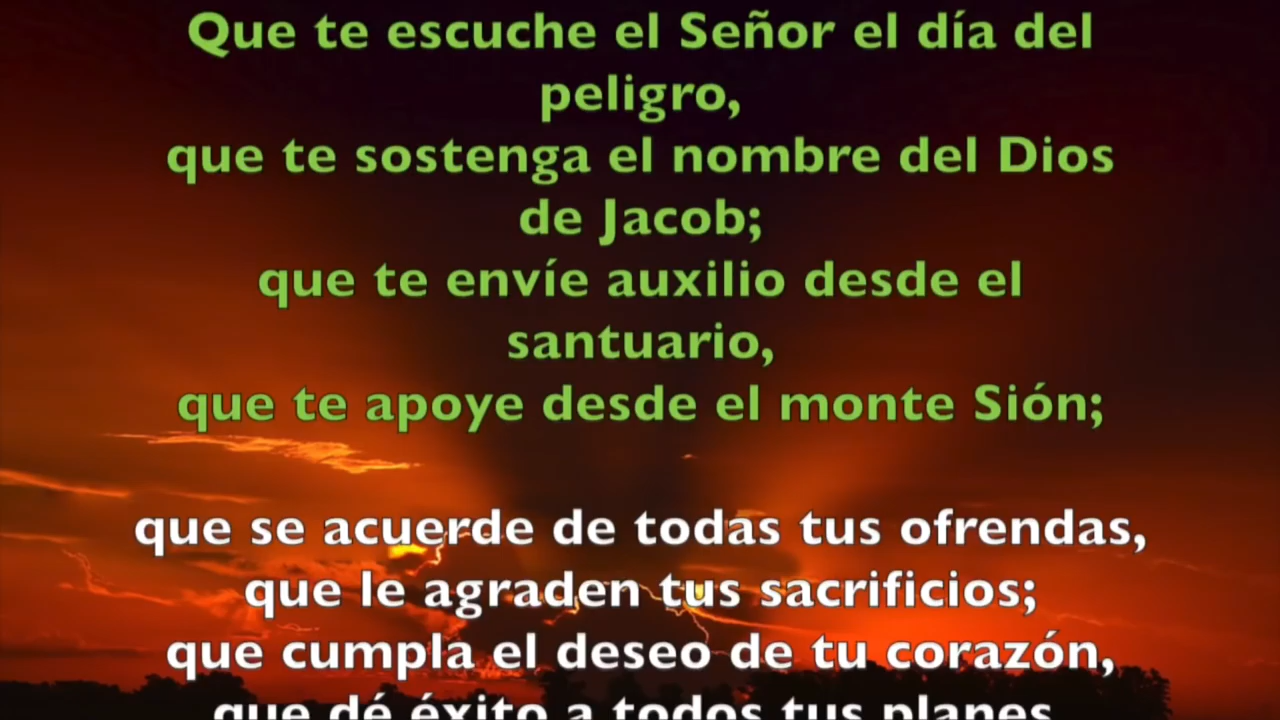 Que te escuche el Señor el día del
peligro,
que te sostenga el nombre del Dios
de Jacob;
que te envíe auxilio desde el
santuario,
que te apoye desde el monte Sión;
que se acuerde de todas tus ofrendas,
que le agraden tus sacrificios;
que cumpla el deseo de tu corazón,
que dé éxito a todos tus planes